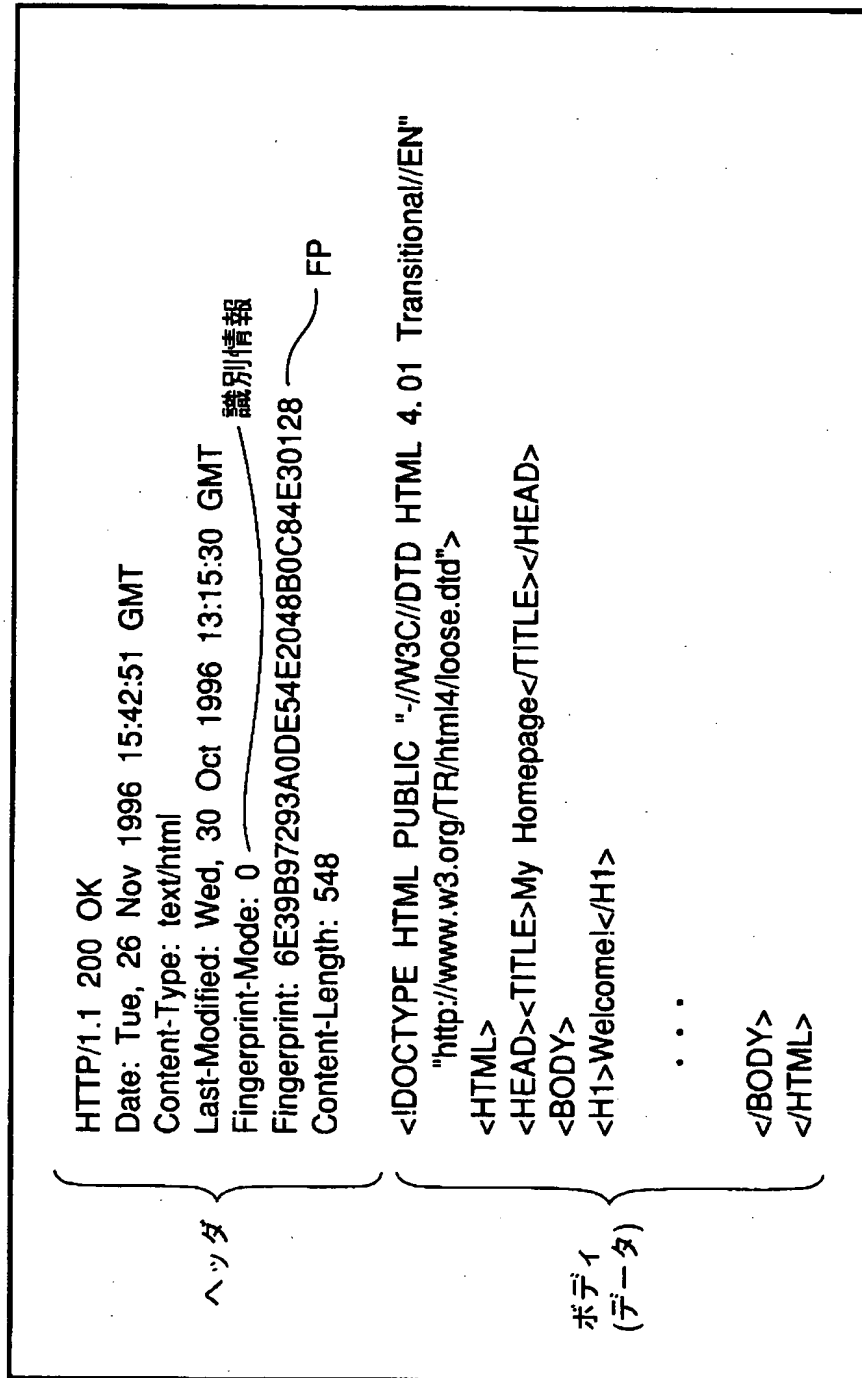 ヘッダ
HTTP/1.1 200 OK
Date: Tue, 26 Nov 1996 15:42:51 GMT
Content-Type: text/html
Last-Modified: Wed, 30 Oct 1996 13:15:30 GMT
Fingerprint-Mode: 0 識別情報
Fingerprint: 6E39B97293A0DE54E2048B0C84E30128 FP
Content-Length: 548
ボディ
(データ)
<!DOCTYPE HTML PUBLIC "-//W3C//DTD HTML 4. 01 Transitional//EN"
"http://www.w3.org/TR/html4/loose.dtd">
<HTML>
<HEAD><TITLE>My Homepage</TITLE></HEAD>
<BODY>
<H1>Welcome!</H1>
. . .
</BODY>
</HTML>